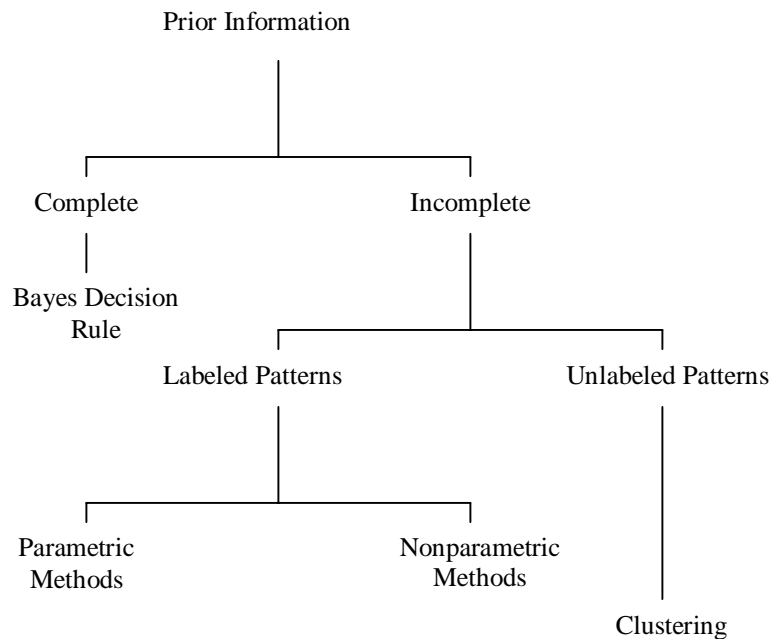 Prior Information
Complete
Incomplete
Bayes Decision
Rule
Labeled Patterns
Unlabeled Patterns
Parametric
Methods
Nonparametric
Methods
Clustering